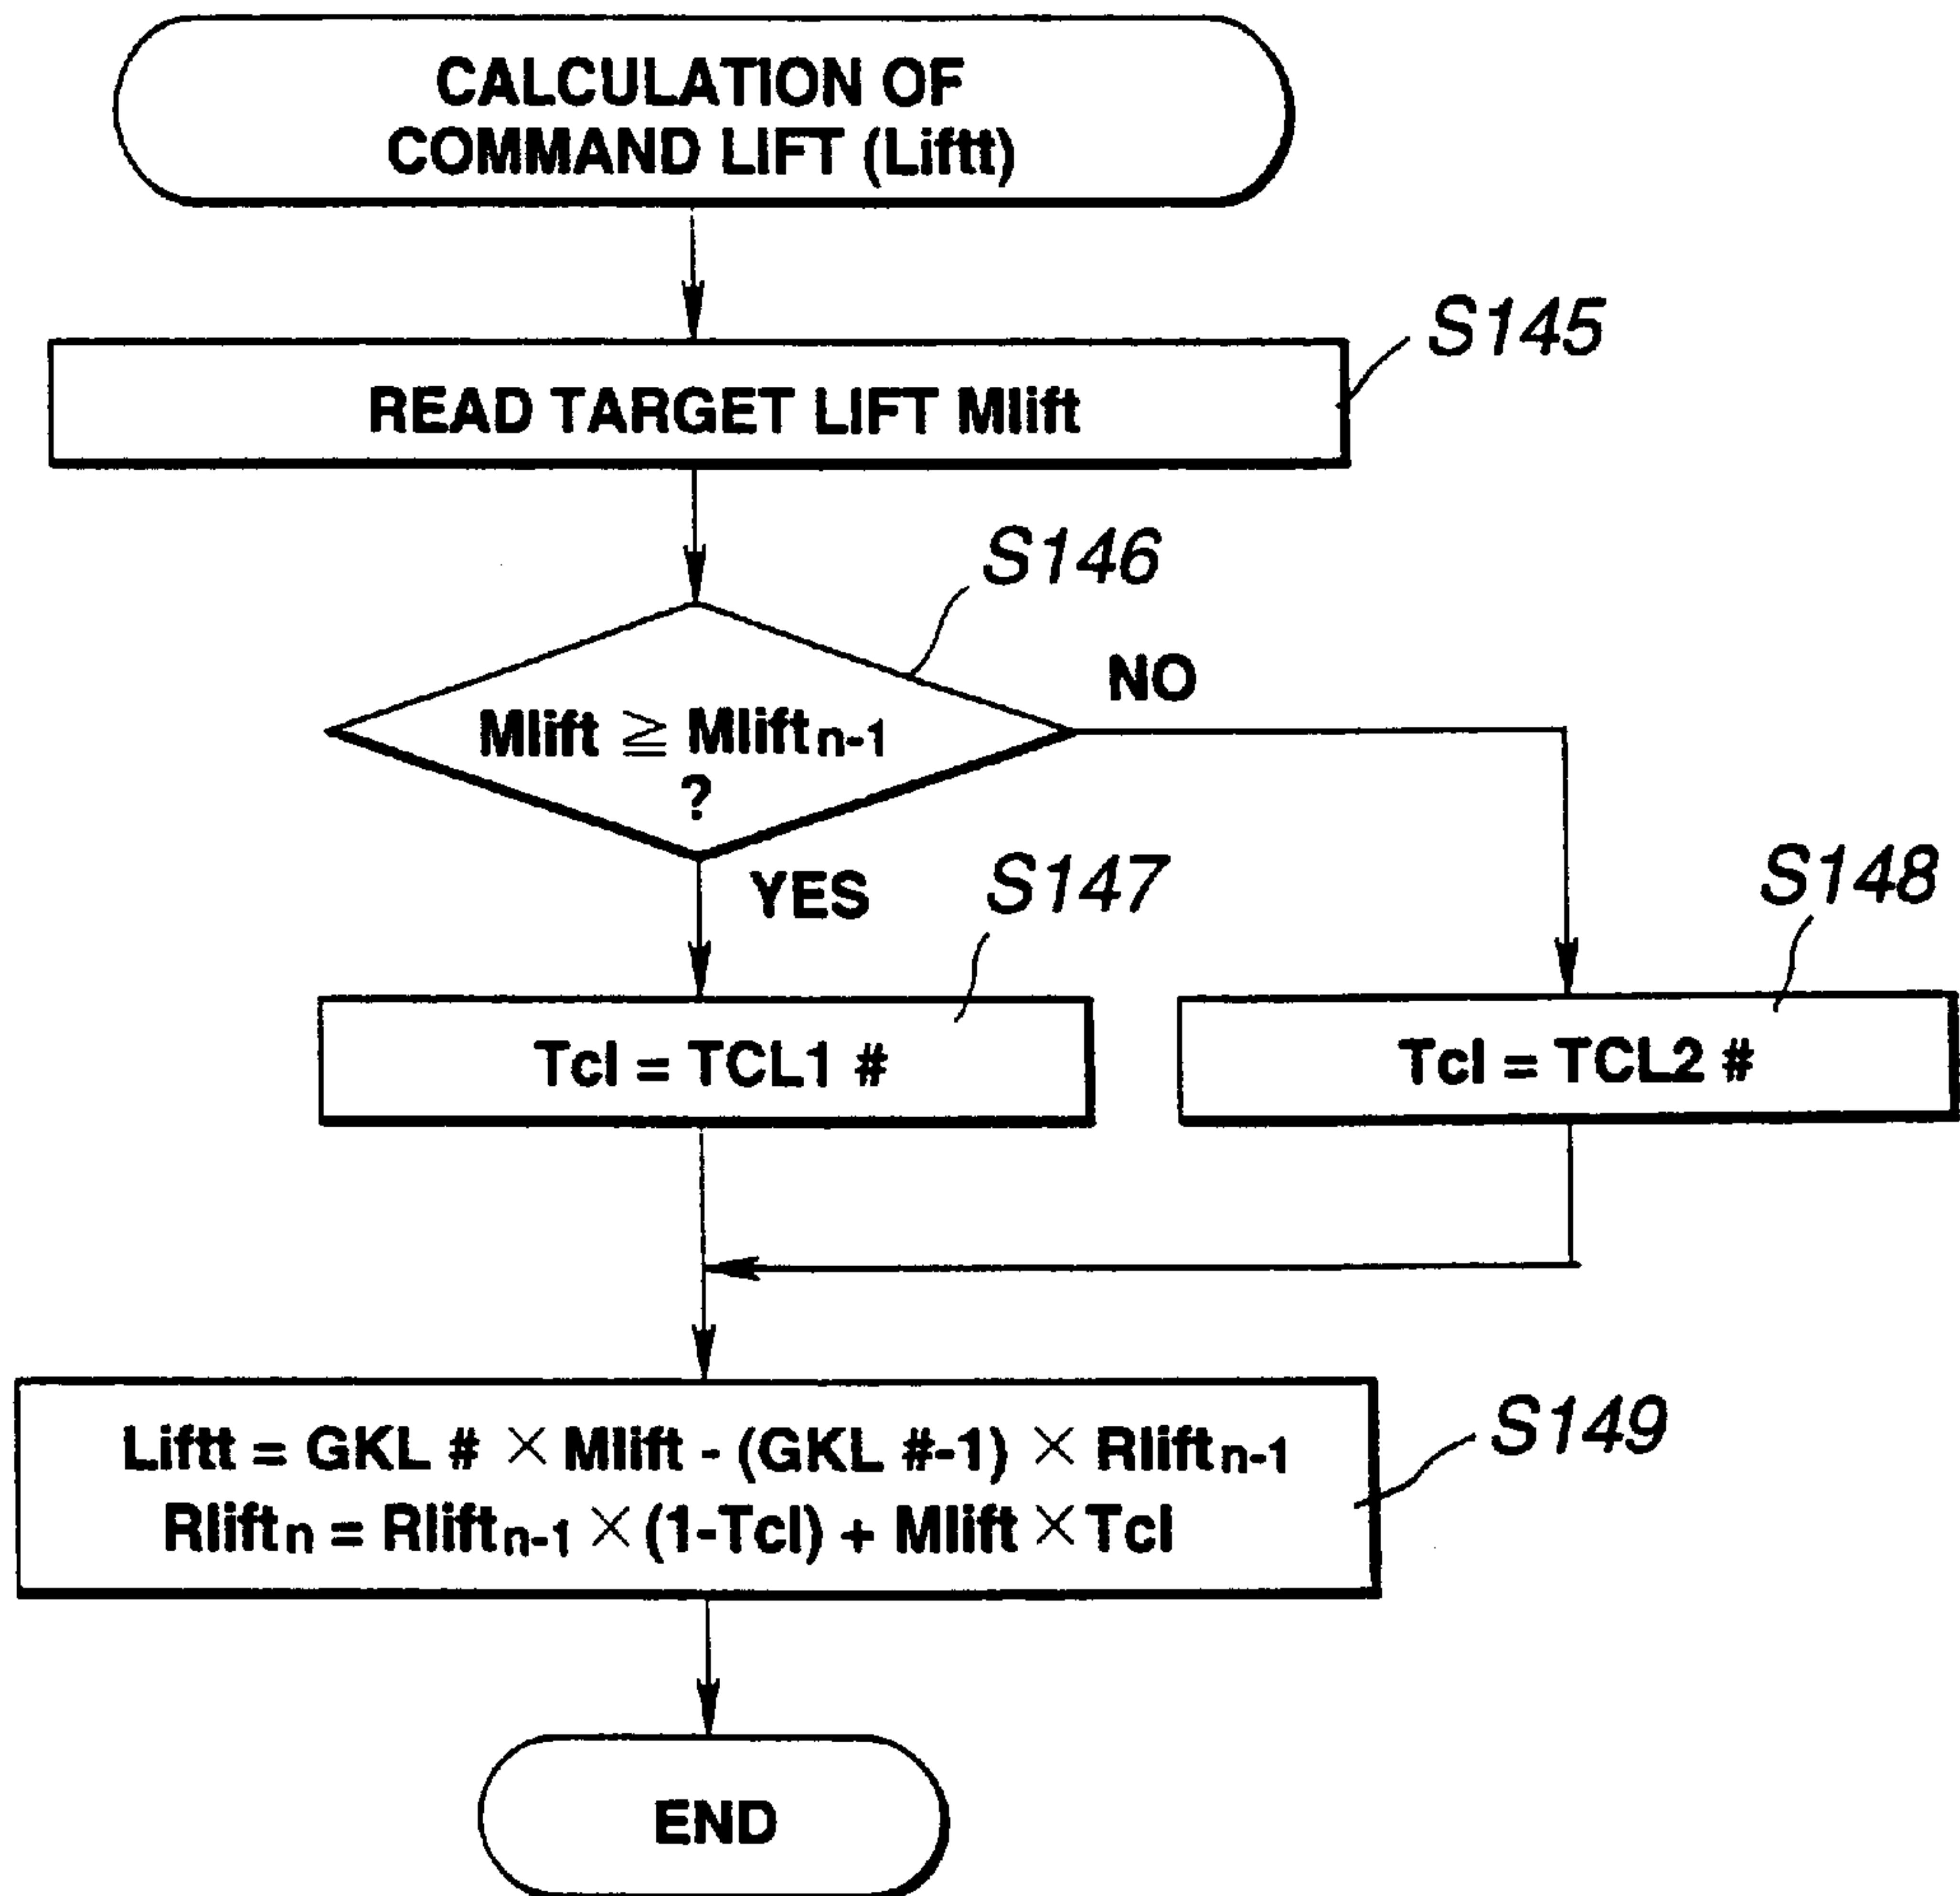 CALCULATION OF
COMMAND LIFT (Liftt)
S145
READ TARGET LIFT Mlift
S146
NO
Mlift ≧ Mliftn-1
?
YES
S147
S148
Tcl = TCL1 #
Tcl = TCL2 #
S149
Liftt = GKL # × Mlift - (GKL #-1) × Rliftn-1
Rliftn = Rliftn-1 × (1-Tcl) + Mlift × Tcl
END